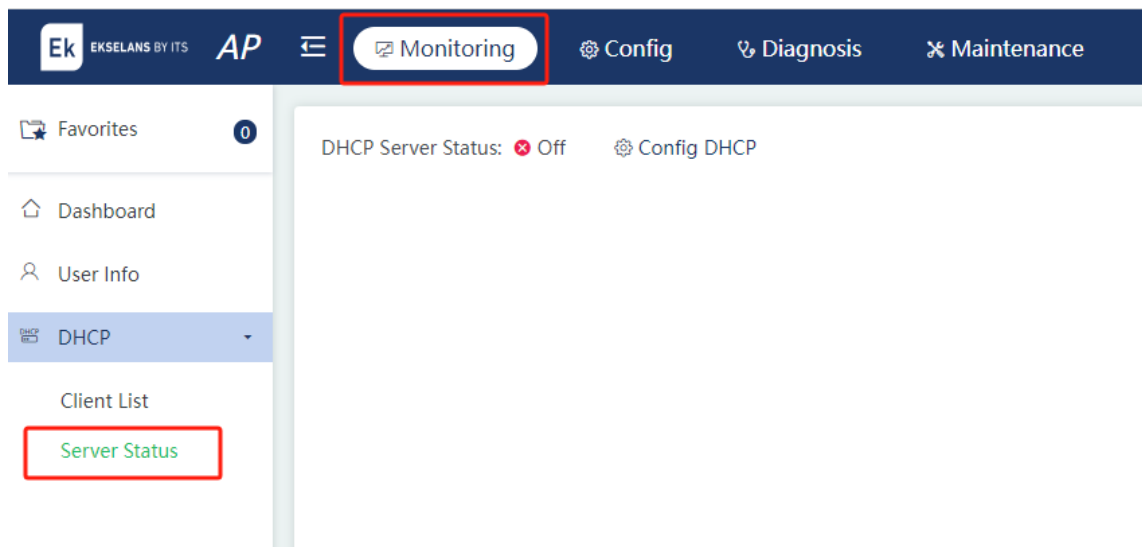 Ek EKSELANS BY ITS AP Monitoring Config Diagnosis Maintenance
Favorites 0
DHCP Server Status: Off Config DHCP
Dashboard
User Info
DHCP DHCP
Client List
Server Status